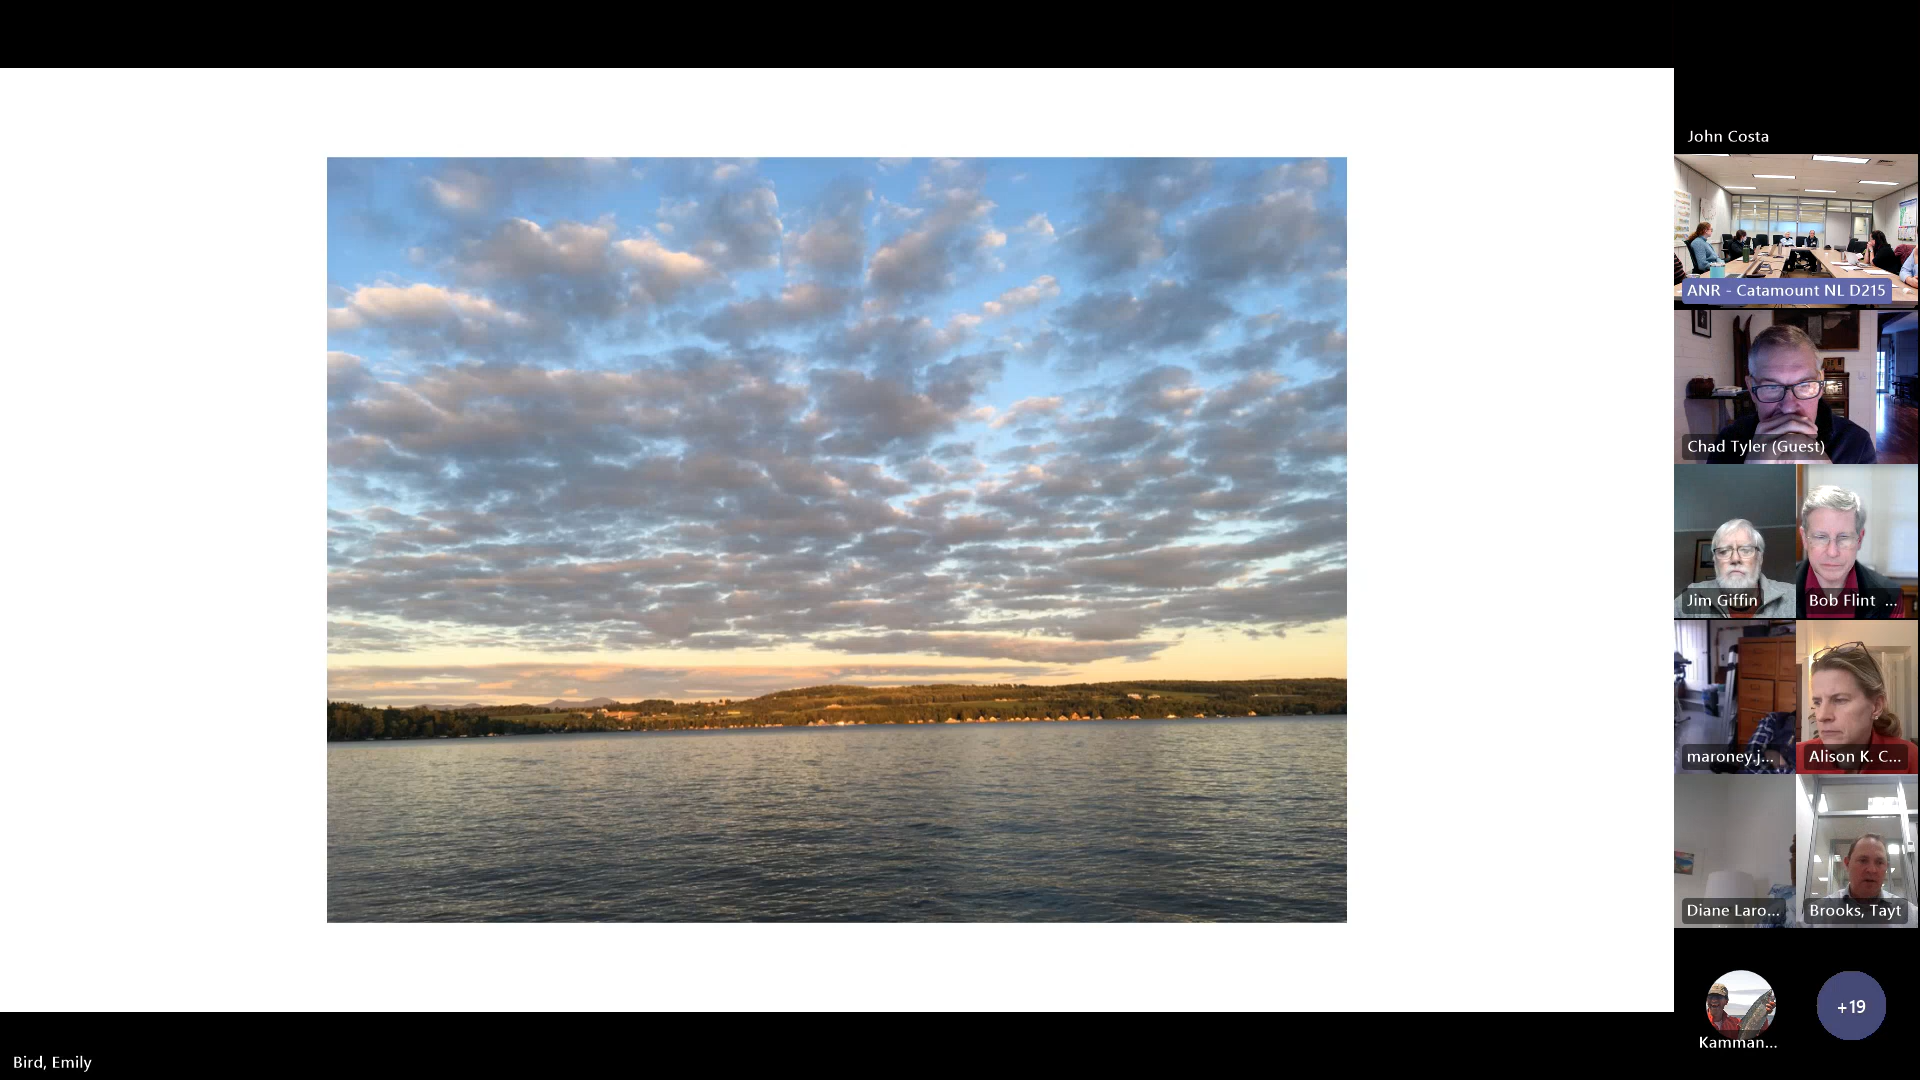 John Costa
ANR - Catamount NL D215
Chad Tyler (Guest)
Jim Giffin
Bob Flint ...
maroney.j...
Alison K. C...
Diane Laro...
Brooks, Tayt
Kamman...
+19
Bird, Emily